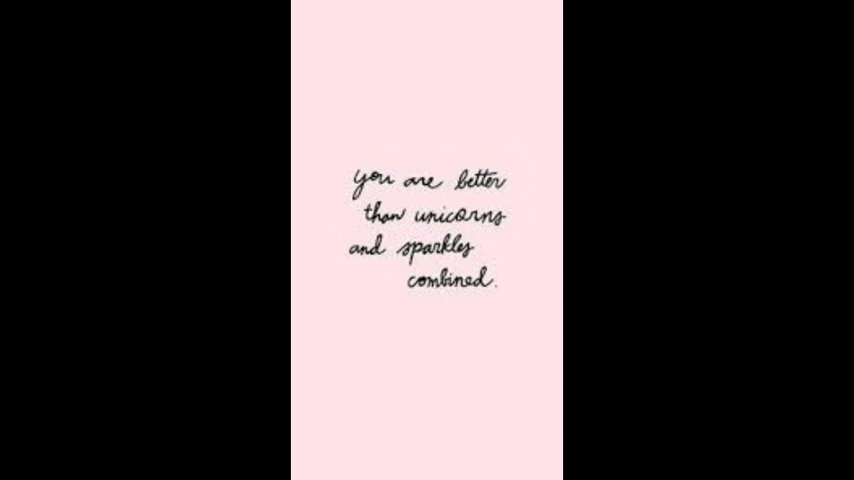 you are better
than unicorns
and sparkles
combined.